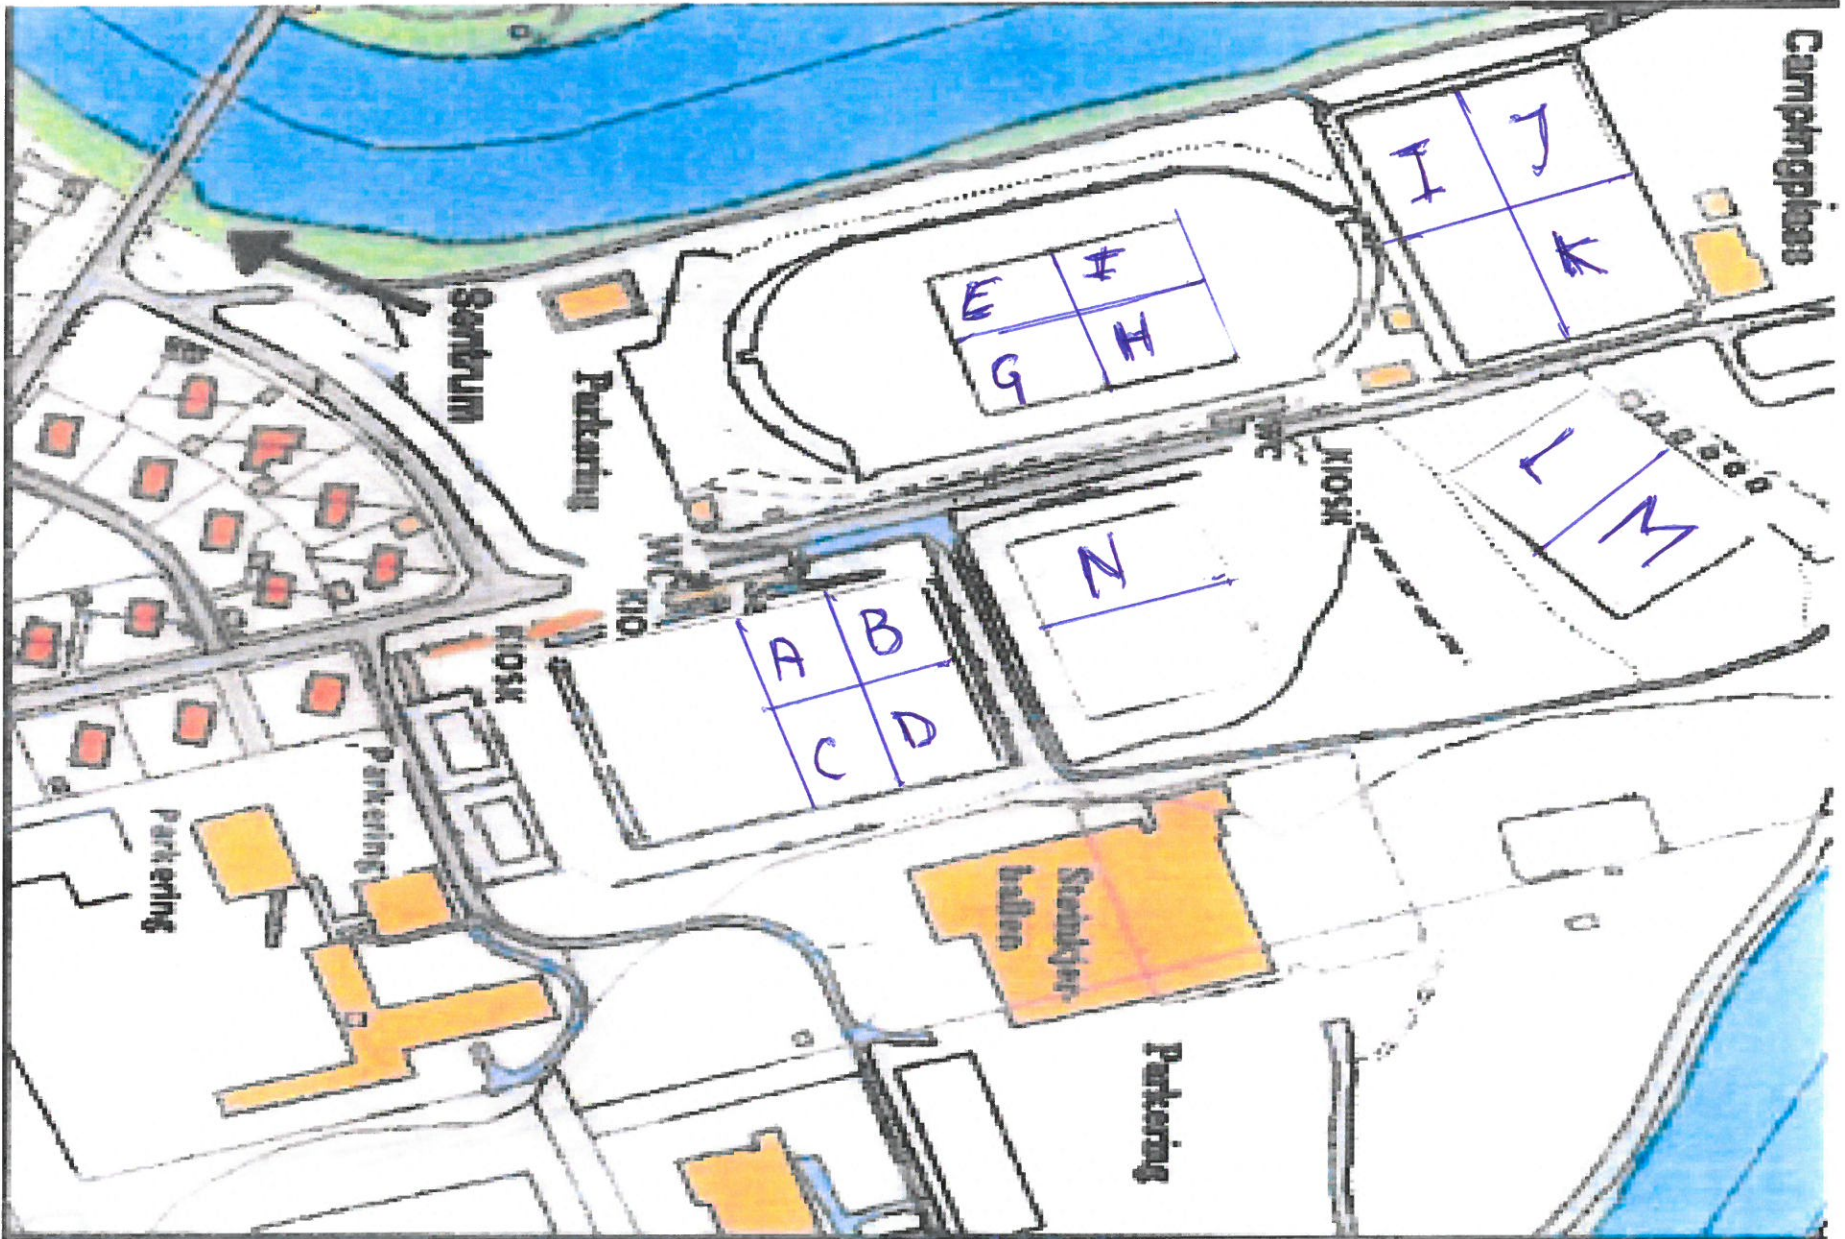 Campingplass
J
I
K
F
E
H
G
Sentrum
Parkering
WC
KIOSK
L
M
N
WC
KIO
KIOSK
B
A
D
C
Parkering
Parkering
Steinkjer-
hallen
Parkering